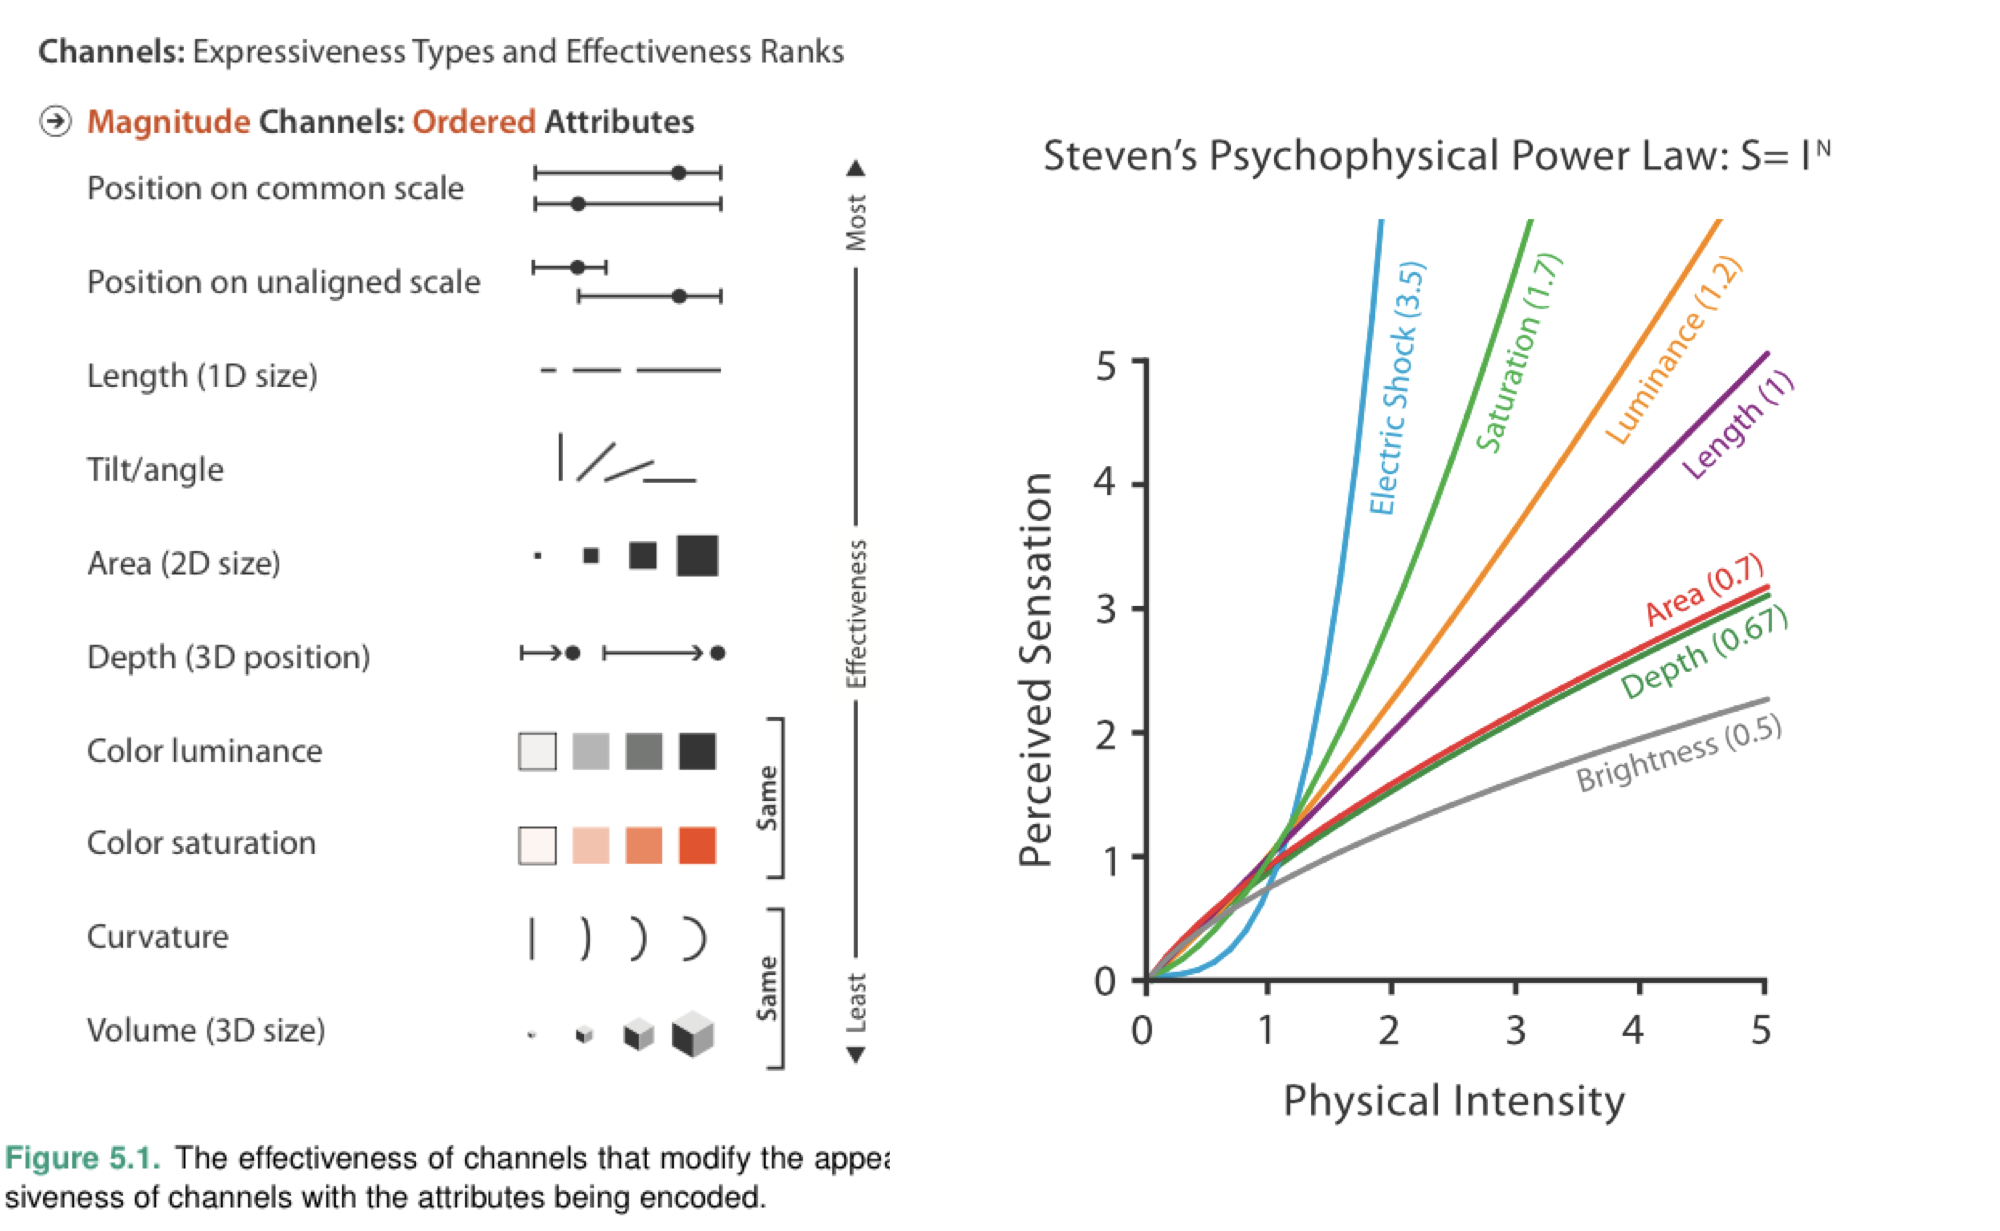 Channels: Expressiveness Types and Effectiveness Ranks
Magnitude Channels: Ordered Attributes
Position on common scale
Position on unaligned scale
Length (1D size)
Tilt/angle
Area (2D size)
Depth (3D position)
Color luminance
Color saturation
Curvature
Volume (3D size)
Same
Same
Most
Effectiveness
Least
Figure 5.1. The effectiveness of channels that modify the appea
siveness of channels with the attributes being encoded.
Steven's Psychophysical Power Law: S= Iᴺ
Perceived Sensation
5
4
3
2
1
0
Electric Shock (3.5)
Saturation (1.7)
Luminance (1.2)
Length (1)
Area (0.7)
Depth (0.67)
Brightness (0.5)
0 1 2 3 4 5
Physical Intensity